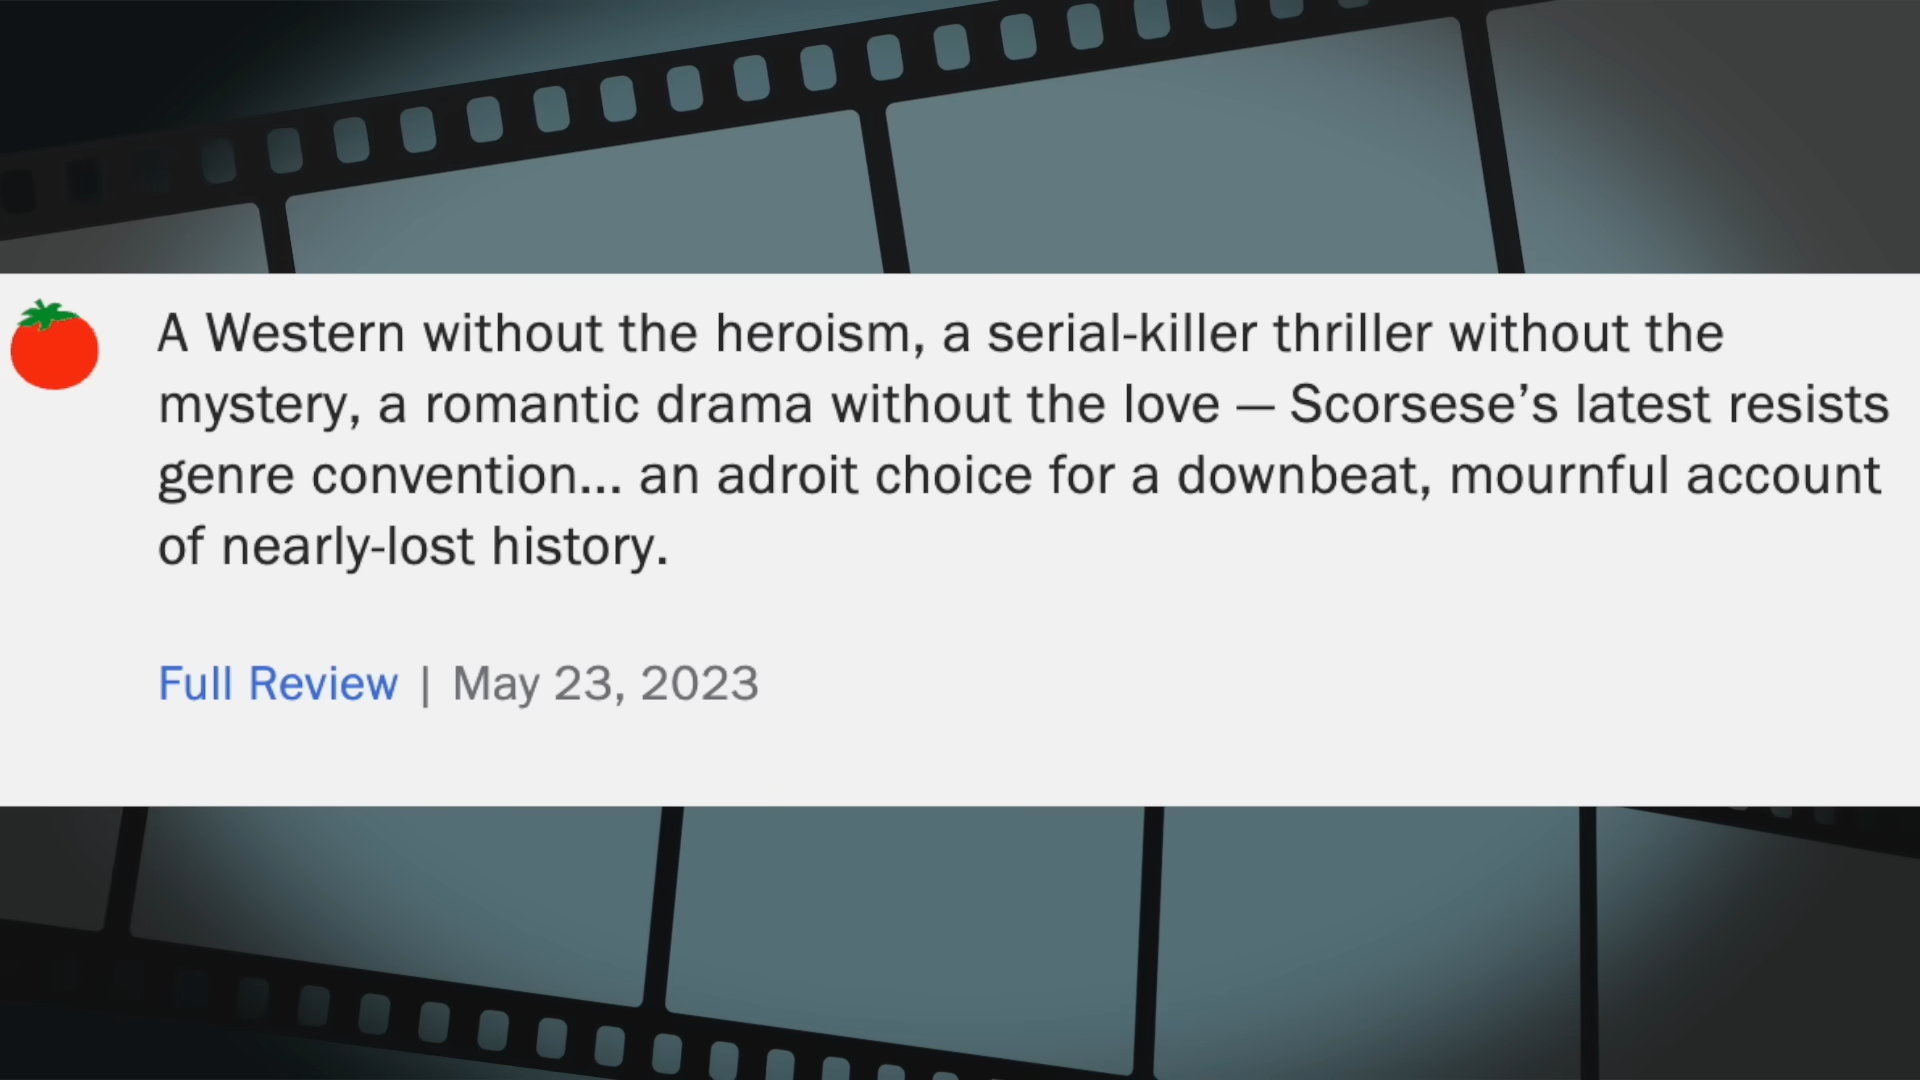 A Western without the heroism, a serial-killer thriller without the
mystery, a romantic drama without the love — Scorsese’s latest resists
genre convention... an adroit choice for a downbeat, mournful account
of nearly-lost history.
Full Review | May 23, 2023